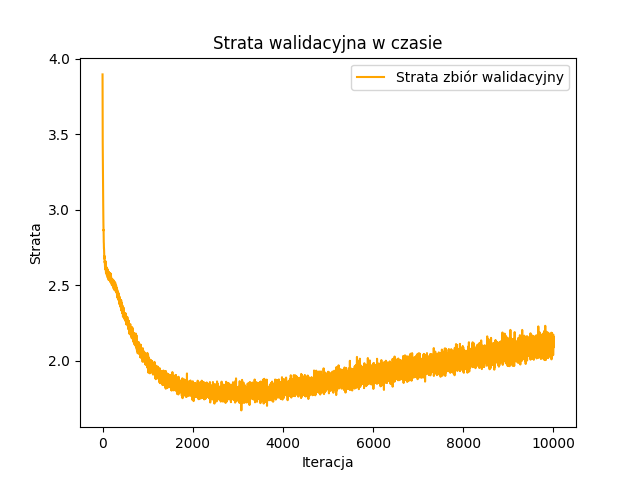 Strata walidacyjna w czasie
Strata zbiór walidacyjny
4.0
3.5
3.0
2.5
2.0
Strata
0 2000 4000 6000 8000 10000
Iteracja